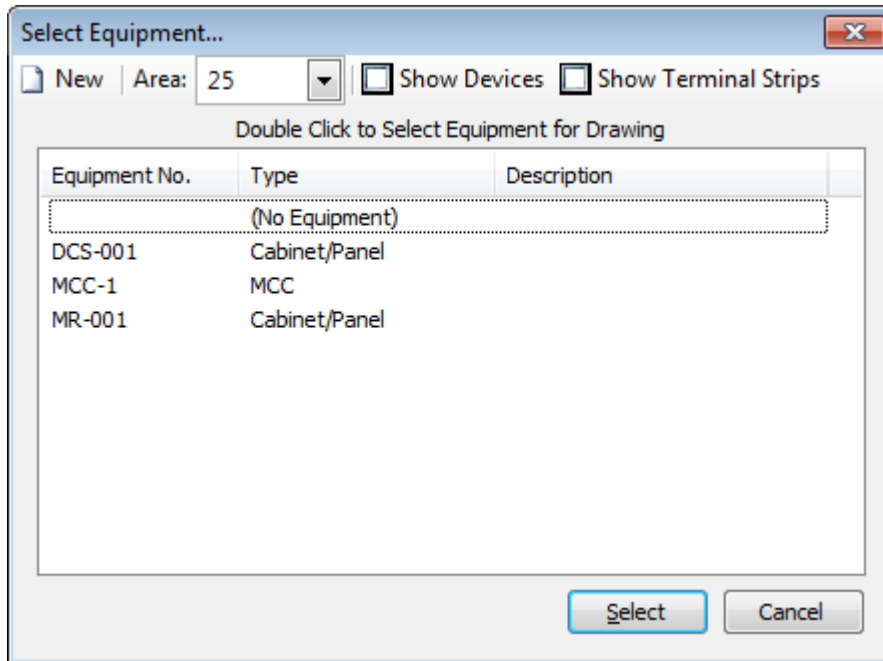 Select Equipment...
New Area: 25 Show Devices Show Terminal Strips
Double Click to Select Equipment for Drawing
Equipment No. Type Description
(No Equipment)
DCS-001 Cabinet/Panel
MCC-1 MCC
MR-001 Cabinet/Panel
Select Cancel